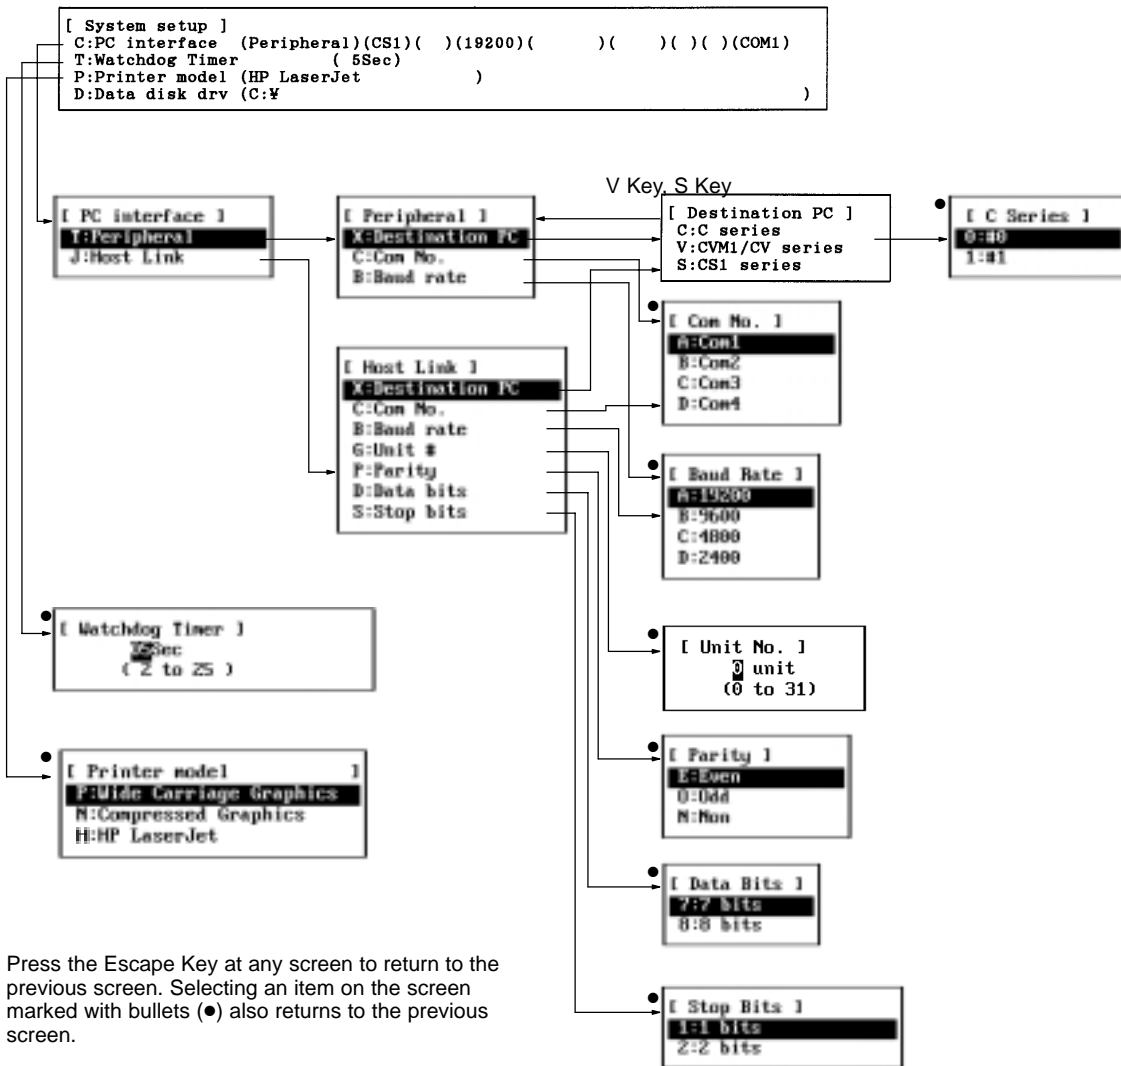 [ System setup ]
C:PC interface (Peripheral)(CS1)( )(19200)( )( )( )( )(COM1)
T:Watchdog Timer ( 5Sec)
P:Printer model (HP LaserJet )
D:Data disk drv (C:¥ )
V Key, S Key
[ PC interface ]
T:Peripheral
J:Host Link
[ Peripheral ]
X:Destination PC
C:Com No.
B:Baud rate
[ Destination PC ]
C:C series
V:CVM1/CV series
S:CS1 series
● [ C Series ]
0:#0
1:#1
● [ Com No. ]
A:Com1
B:Com2
C:Com3
D:Com4
[ Host Link ]
X:Destination PC
C:Com No.
B:Baud rate
G:Unit #
P:Parity
D:Data bits
S:Stop bits
● [ Baud Rate ]
A:19200
B:9600
C:4800
D:2400
● [ Watchdog Timer ]
Sec
( 2 to 25 )
● [ Unit No. ]
0 unit
(0 to 31)
● [ Printer model ]
P:Wide Carriage Graphics
N:Compressed Graphics
H:HP LaserJet
● [ Parity ]
E:Even
O:Odd
N:Non
● [ Data Bits ]
7:7 bits
8:8 bits
● [ Stop Bits ]
1:1 bits
2:2 bits
Press the Escape Key at any screen to return to the
previous screen. Selecting an item on the screen
marked with bullets (●) also returns to the previous
screen.